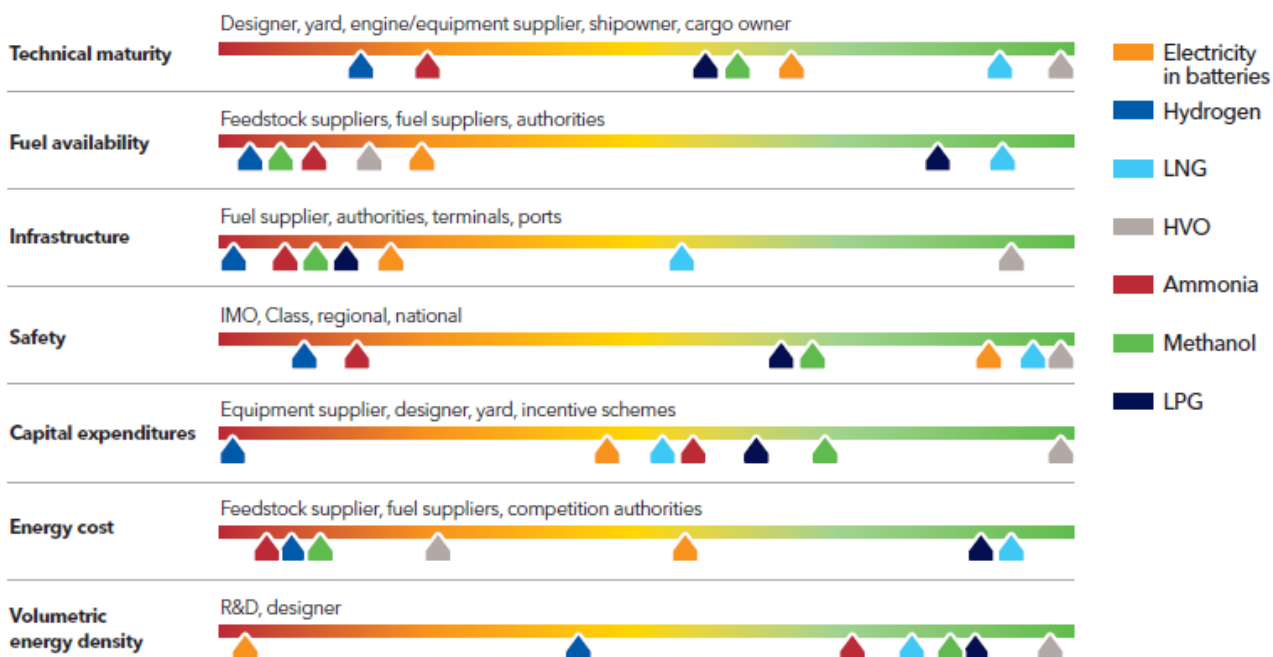 Designer, yard, engine/equipment supplier, shipowner, cargo owner
Technical maturity
Feedstock suppliers, fuel suppliers, authorities
Fuel availability
Fuel supplier, authorities, terminals, ports
Infrastructure
IMO, Class, regional, national
Safety
Equipment supplier, designer, yard, incentive schemes
Capital expenditures
Feedstock supplier, fuel suppliers, competition authorities
Energy cost
R&D, designer
Volumetric
energy density
Electricity
in batteries
Hydrogen
LNG
HVO
Ammonia
Methanol
LPG